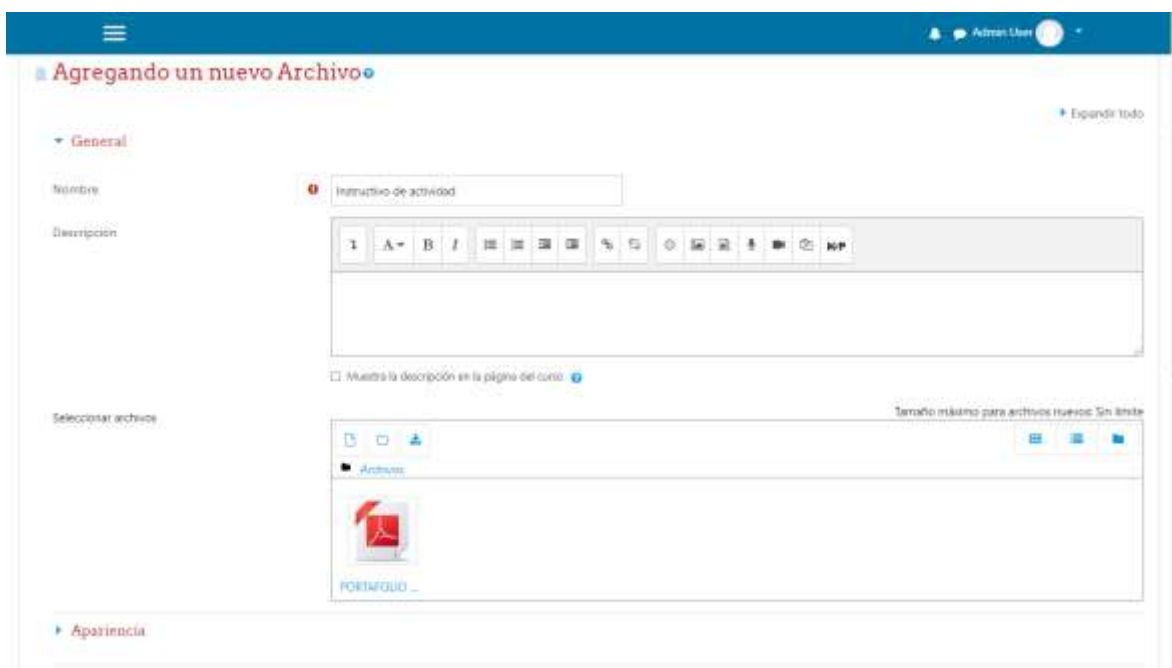 Admin User
Agregando un nuevo Archivo
Expandir todo
General
Nombre
Instructivo de actividad
Descripción
A B I H5P
Muestra la descripción en la página del curso
Seleccionar archivos
Tamaño máximo para archivos nuevos: Sin límite
Archivos
PORTAFOLIO ...
Apariencia